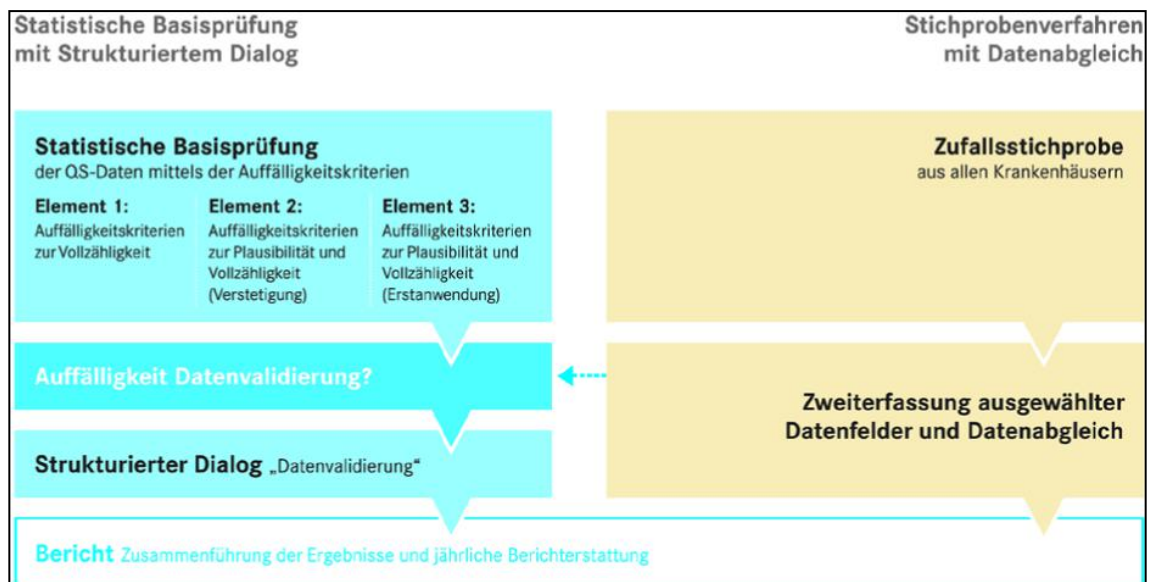 Statistische Basisprüfung
mit Strukturiertem Dialog
Stichprobenverfahren
mit Datenabgleich
Statistische Basisprüfung
der QS-Daten mittels der Auffälligkeitskriterien
Element 1:
Auffälligkeitskriterien
zur Vollzähligkeit
Element 2:
Auffälligkeitskriterien
zur Plausibilität und
Vollzähligkeit
(Verstetigung)
Element 3:
Auffälligkeitskriterien
zur Plausibilität und
Vollzähligkeit
(Erstanwendung)
Zufallsstichprobe
aus allen Krankenhäusern
Auffälligkeit Datenvalidierung?
Zweiterfassung ausgewählter
Datenfelder und Datenabgleich
Strukturierter Dialog „Datenvalidierung“
Bericht Zusammenführung der Ergebnisse und jährliche Berichterstattung